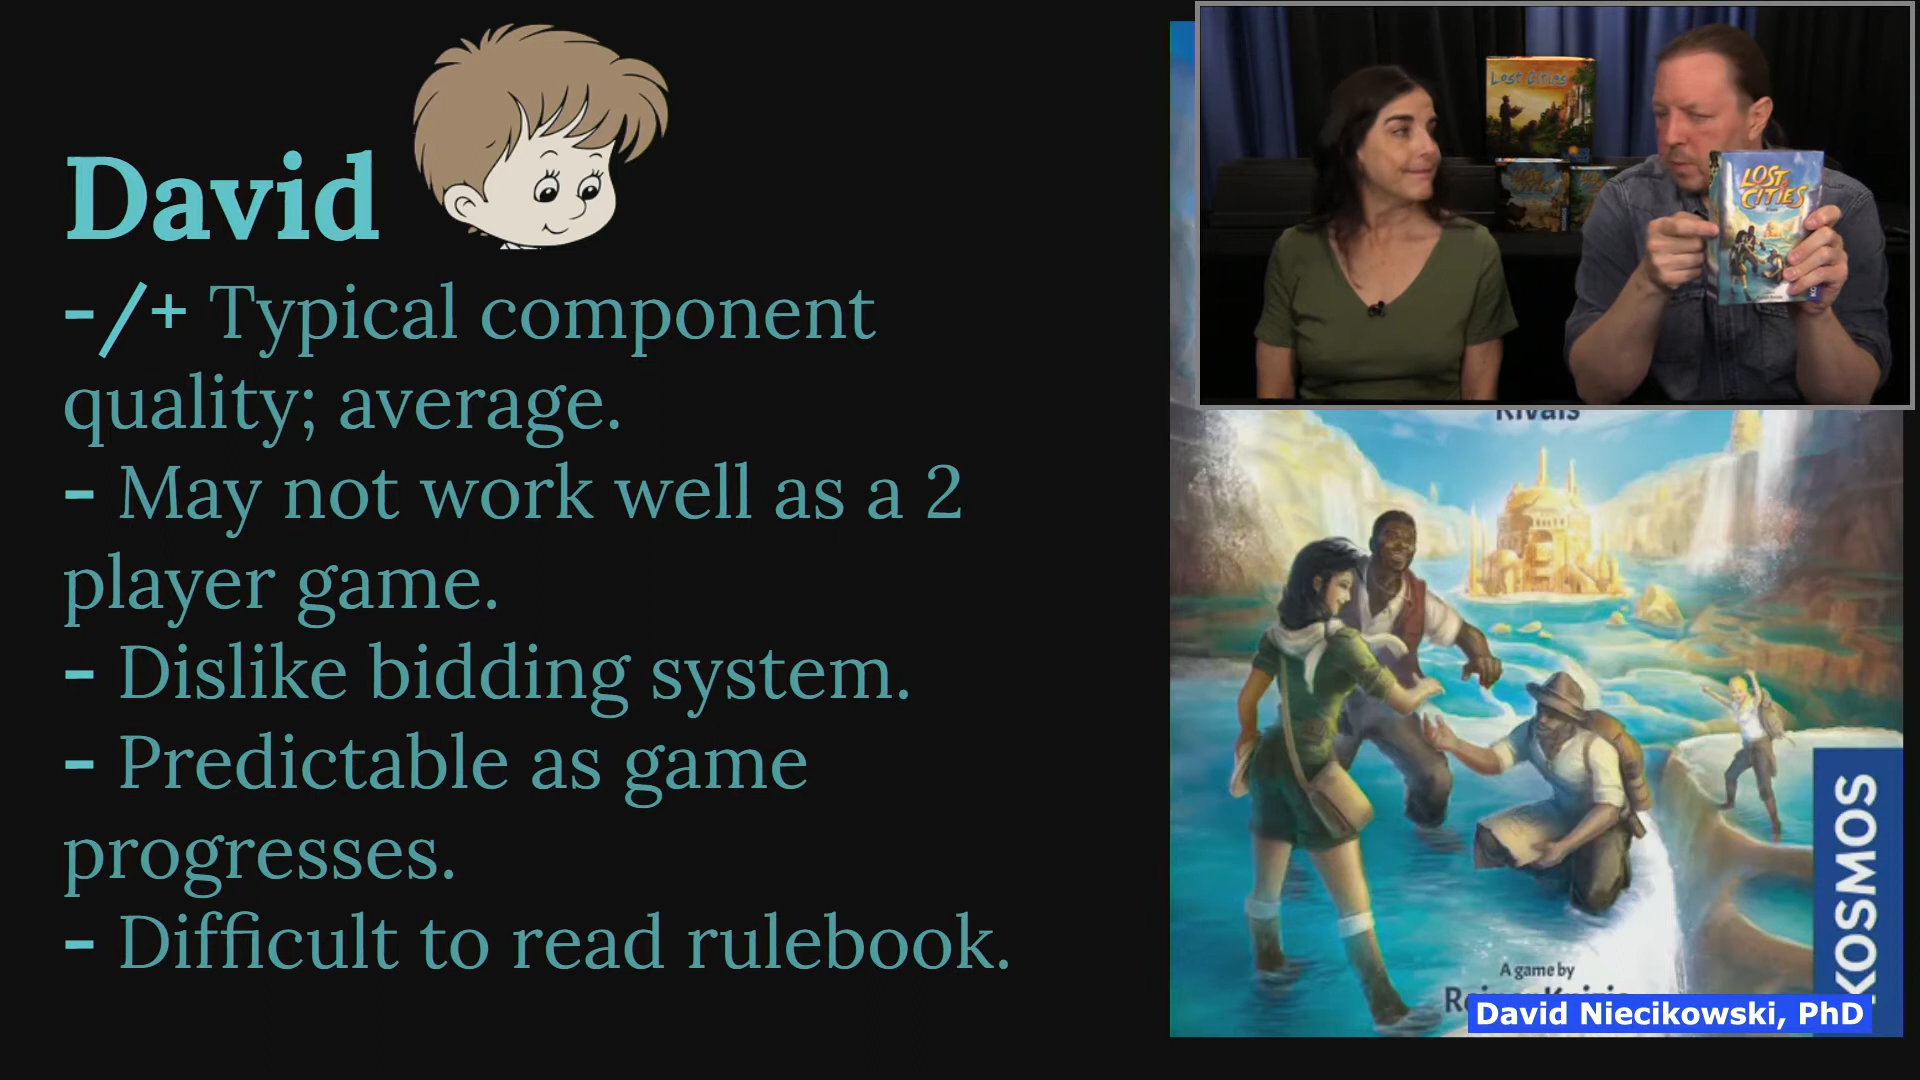 David
-/+ Typical component
quality; average.
- May not work well as a 2
player game.
- Dislike bidding system.
- Predictable as game
progresses.
- Difficult to read rulebook.
Lost Cities
LOST
CITIES
Rivals
A game by
KOSMOS
David Niecikowski, PhD